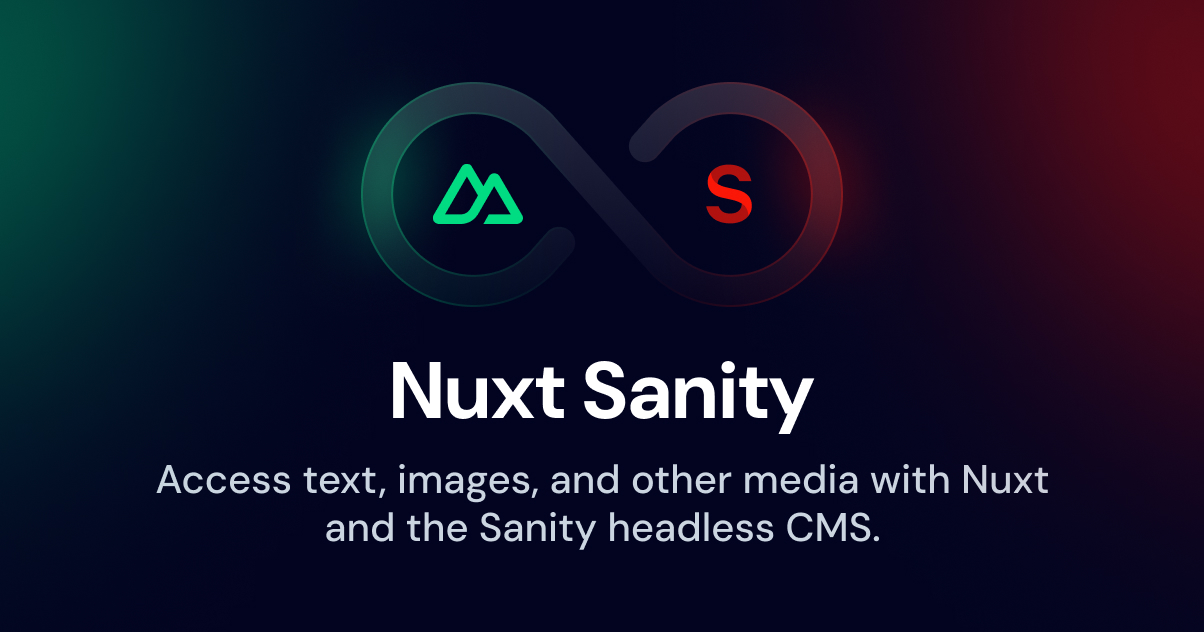 S
Nuxt Sanity
Access text, images, and other media with Nuxt
and the Sanity headless CMS.